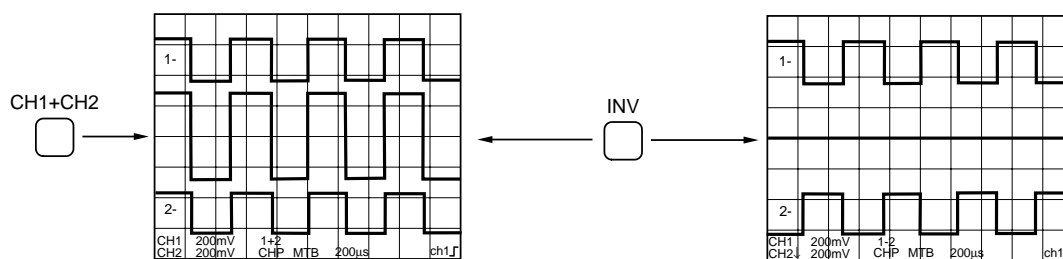 CH1+CH2
1-
2-
CH1 200mV 1+2
CH2 200mV CHP MTB 200µs ch1
INV
1-
2-
CH1 200mV 1-2
CH2↓ 200mV CHP MTB 200µs ch1